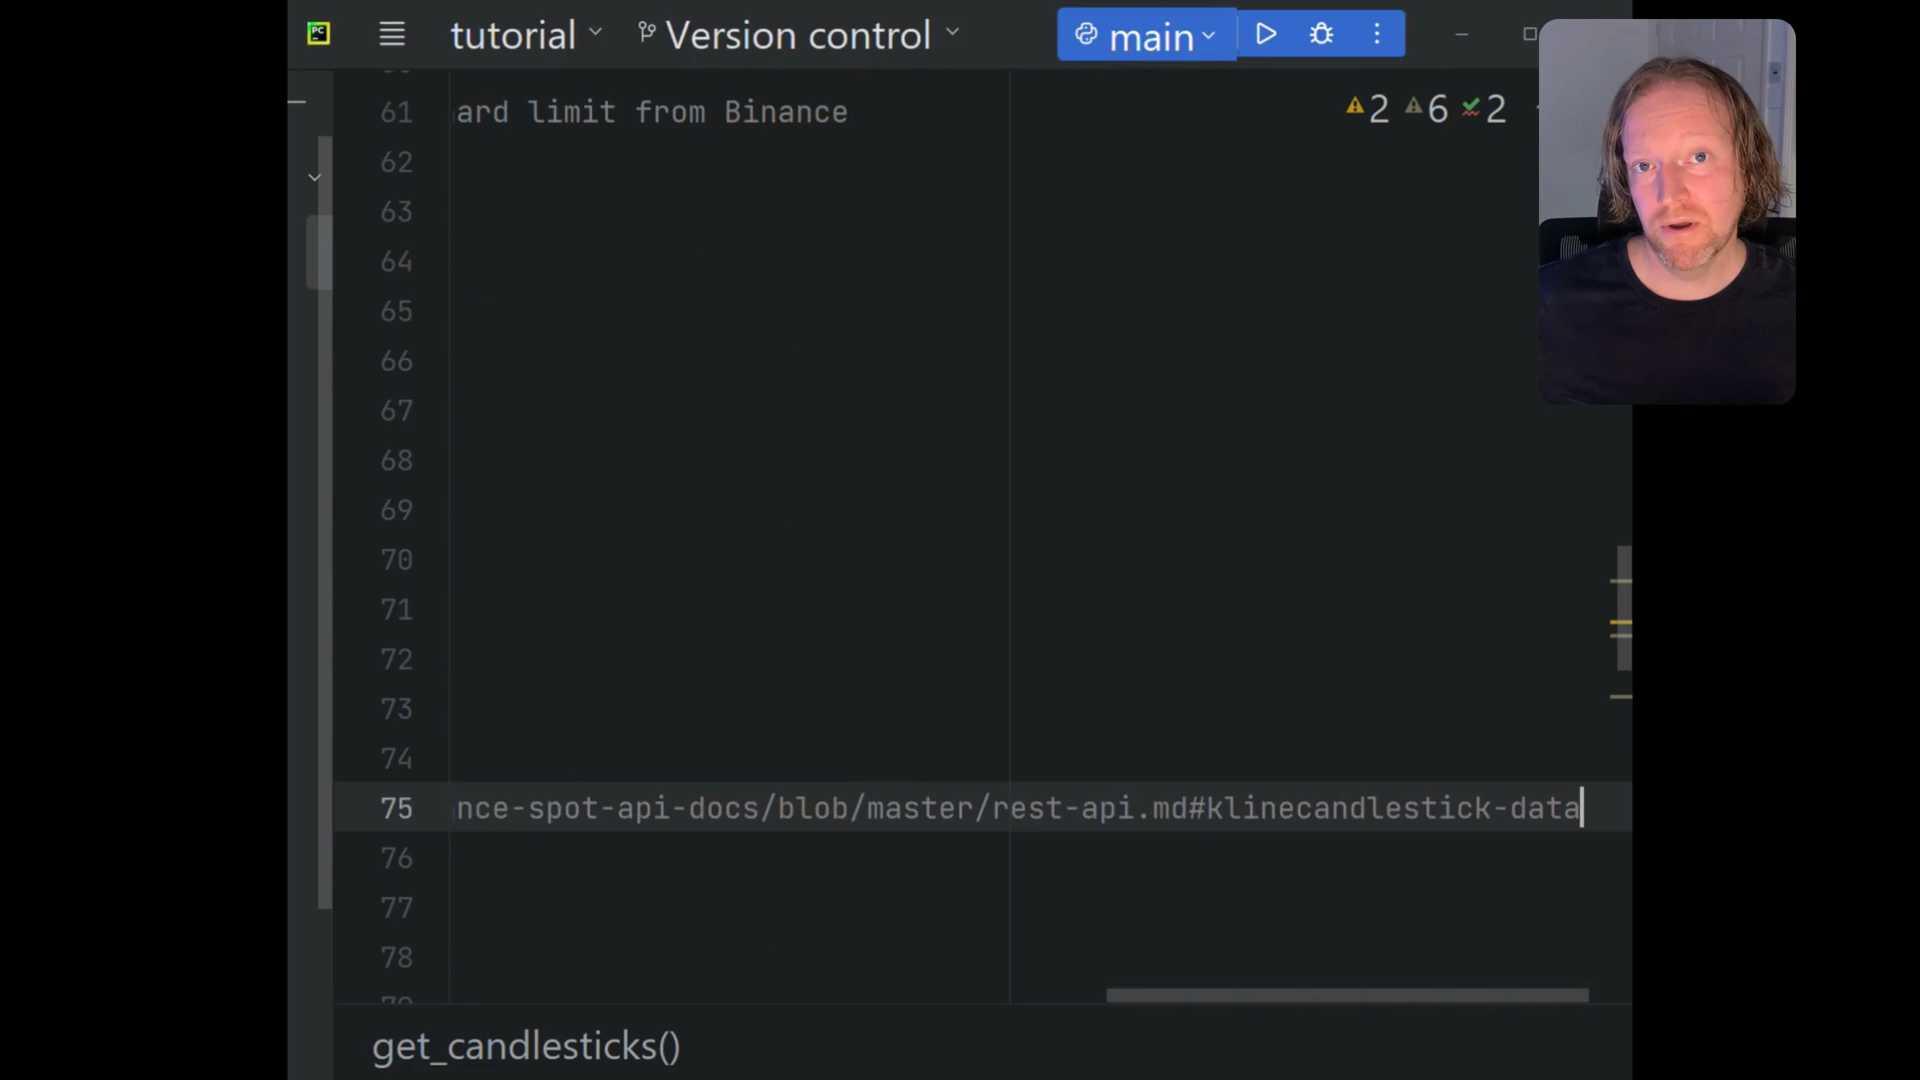 PC
tutorial
Version control
main
61 ard limit from Binance
2 6 2
62
63
64
65
66
67
68
69
70
71
72
73
74
75 nce-spot-api-docs/blob/master/rest-api.md#klinecandlestick-data
76
77
78
get_candlesticks()